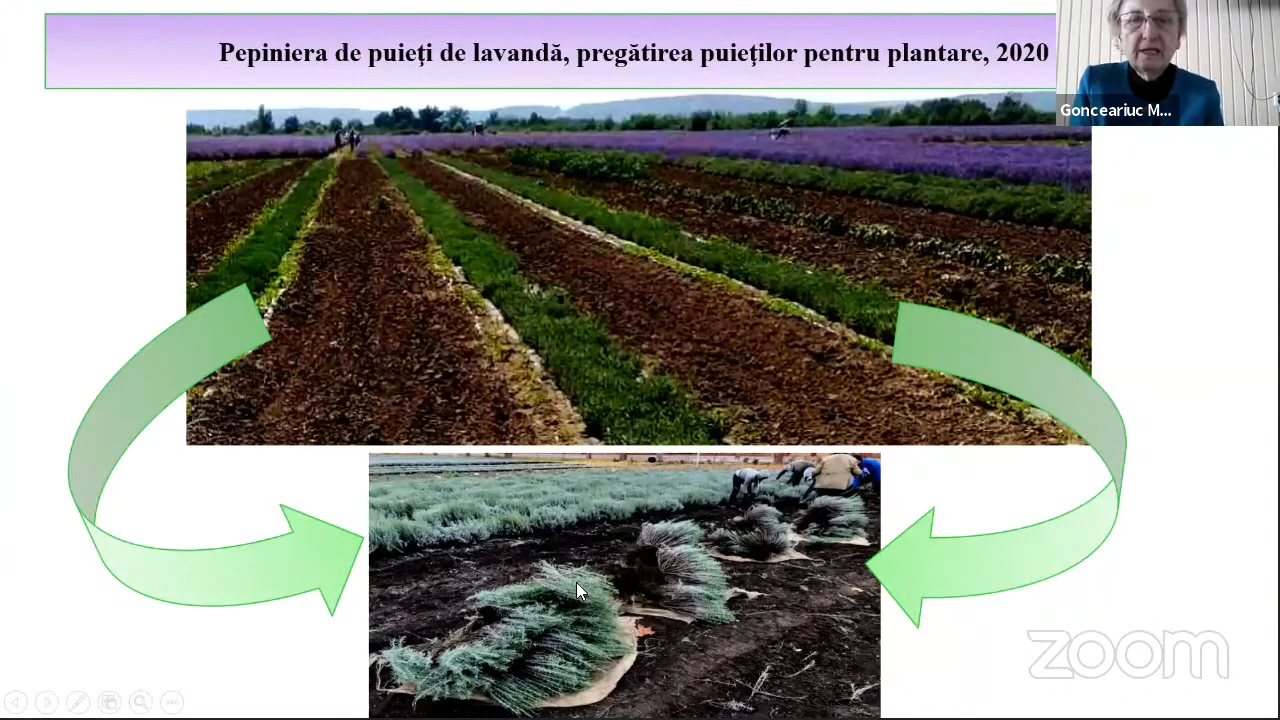 Pepiniera de puieți de lavandă, pregătirea puieților pentru plantare, 2020
Gonceariuc M...
zoom